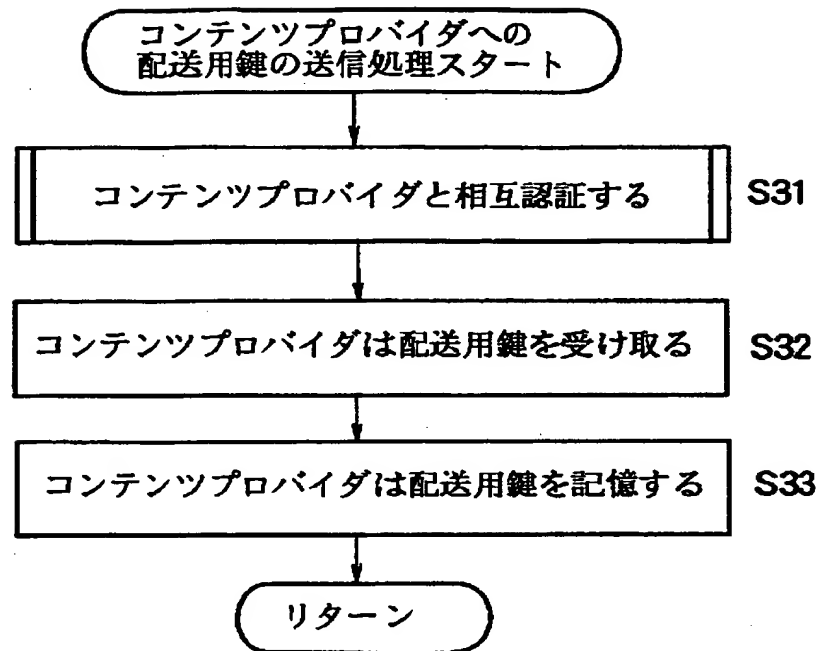 コンテンツプロバイダへの
配送用鍵の送信処理スタート
コンテンツプロバイダと相互認証する
S31
コンテンツプロバイダは配送用鍵を受け取る
S32
コンテンツプロバイダは配送用鍵を記憶する
S33
リターン